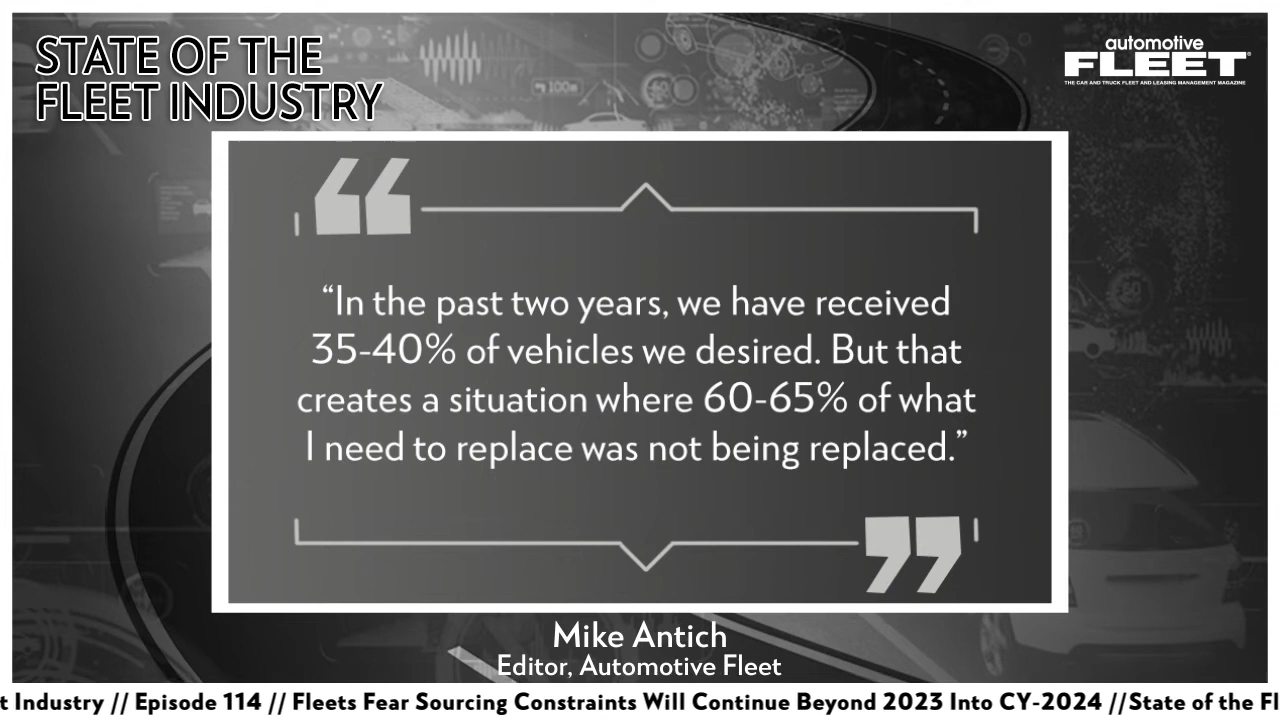 STATE OF THE
FLEET INDUSTRY
automotive
FLEET®
THE CAR AND TRUCK FLEET AND LEASING MANAGEMENT MAGAZINE
100m
“In the past two years, we have received
35-40% of vehicles we desired. But that
creates a situation where 60-65% of what
I need to replace was not being replaced.”
Mike Antich
Editor, Automotive Fleet
t Industry // Episode 114 // Fleets Fear Sourcing Constraints Will Continue Beyond 2023 Into CY-2024 //State of the Fl